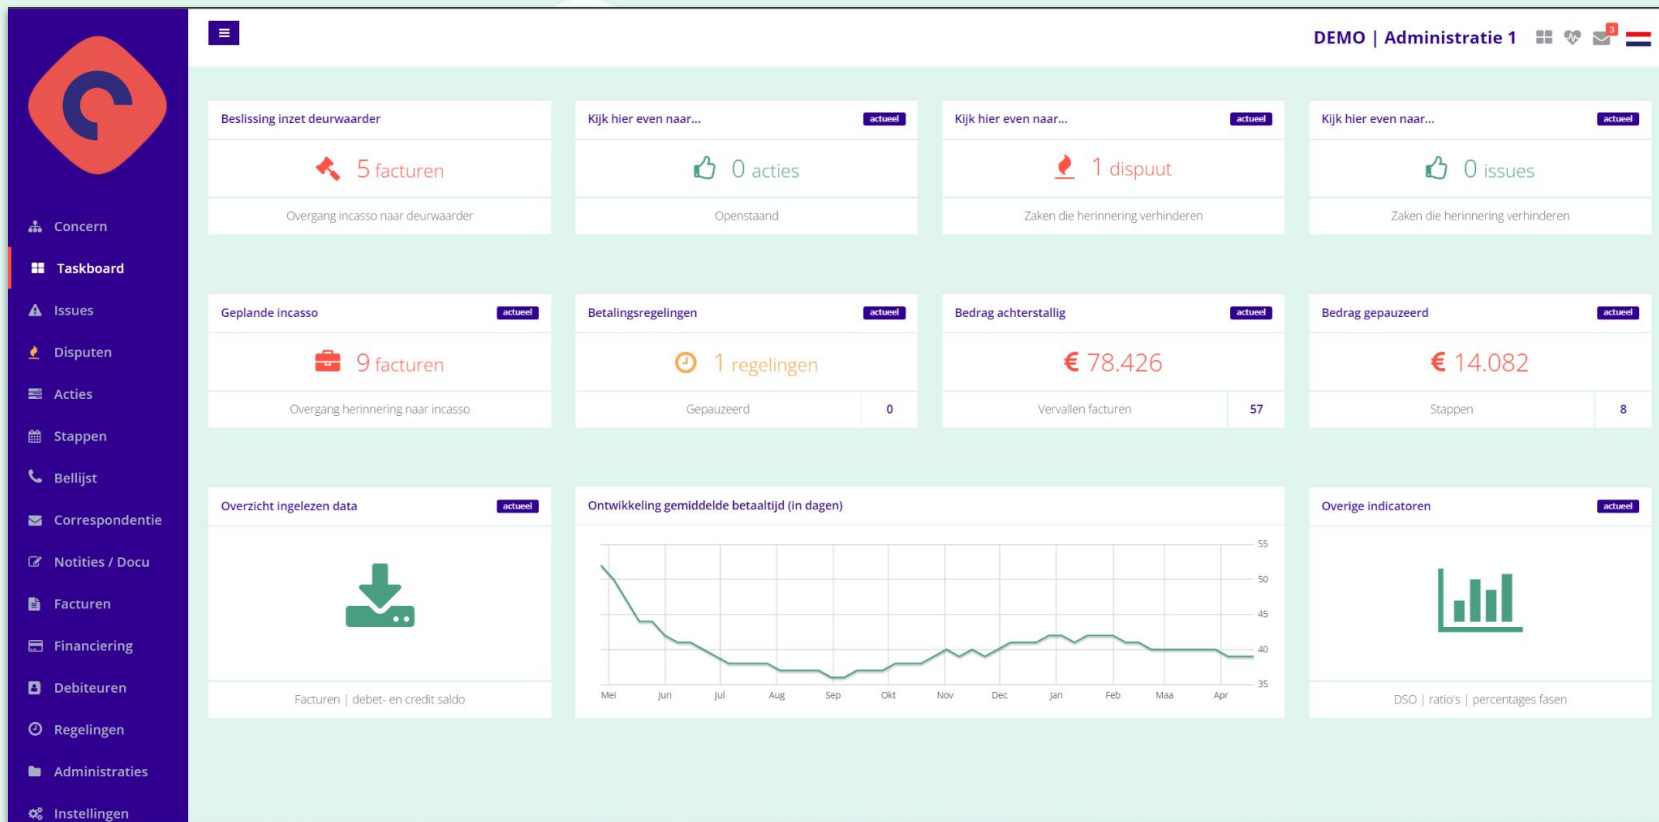 DEMO | Administratie 1
3
Concern
Taskboard
Issues
Disputen
Acties
Stappen
Bellijst
Correspondentie
Notities / Docu
Facturen
Financiering
Debiteuren
Regelingen
Administraties
Instellingen
Beslissing inzet deurwaarder
5 facturen
Overgang incasso naar deurwaarder
Kijk hier even naar... actueel
0 acties
Openstaand
Kijk hier even naar... actueel
1 dispuut
Zaken die herinnering verhinderen
Kijk hier even naar... actueel
0 issues
Zaken die herinnering verhinderen
Geplande incasso actueel
9 facturen
Overgang herinnering naar incasso
Betalingsregelingen actueel
1 regelingen
Gepauzeerd 0
Bedrag achterstallig actueel
€ 78.426
Vervallen facturen 57
Bedrag gepauzeerd actueel
€ 14.082
Stappen 8
Overzicht ingelezen data actueel
Facturen | debet- en credit saldo
Ontwikkeling gemiddelde betaaltijd (in dagen)
55
50
45
40
35
Mei Jun Jul Aug Sep Okt Nov Dec Jan Feb Maa Apr
Overige indicatoren actueel
DSO | ratio's | percentages fasen